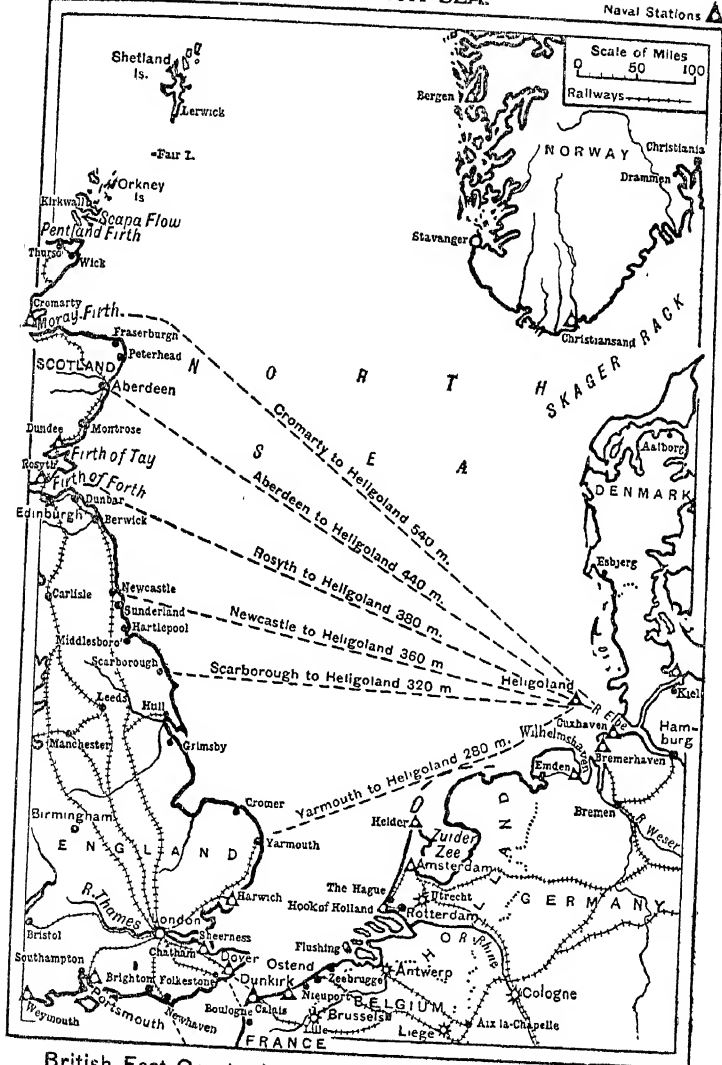 Naval Stations
Scale of Miles
0 50 100
Railways
Shetland
Is.
Lerwick
Fair I.
Orkney
Is
Kirkwall
Scapa Flow
Pentland Firth
Thurso
Wick
Cromarty
Moray Firth
Fraserburgh
Peterhead
SCOTLAND
Aberdeen
Dundee
Montrose
Firth of Tay
Rosyth
Firth of Forth
Dunbar
Edinburgh
Berwick
Bergen
NORWAY
Christiania
Drammen
Stavanger
Christiansand
SKAGER RACK
NORTH
SEA
Aalborg
DENMARK
Esbjerg
Cromarty to Heligoland 540 m.
Aberdeen to Heligoland 440 m.
Rosyth to Heligoland 380 m.
Newcastle to Heligoland 360 m
Scarborough to Heligoland 320 m
Yarmouth to Heligoland 280 m.
Carlisle
Newcastle
Sunderland
Hartlepool
Middlesboro'
Scarborough
Leeds
Hull
Manchester
Grimsby
Heligoland
Kiel
R Elbe
Cuxhaven
Wilhelmshaven
Ham-
burg
Bremerhaven
Emden
Bremen
R. Weser
Cromer
Birmingham
Yarmouth
ENGLAND
Helder
Zuider
Zee
Amsterdam
HOLLAND
GERMANY
The Hague
Utrecht
Hook of Holland
Rotterdam
R. Rhine
R. Thames
London
Harwich
Sheerness
Bristol
Chatham
Dover
Flushing
Southampton
Brighton
Folkestone
Ostend
Dunkirk
Zeebrugge
Antwerp
Nieuport
Cologne
Weymouth
Portsmouth
Newhaven
Boulogne
Calais
BELGIUM
Brussels
Lille
Liege
Aix la-Chapelle
FRANCE